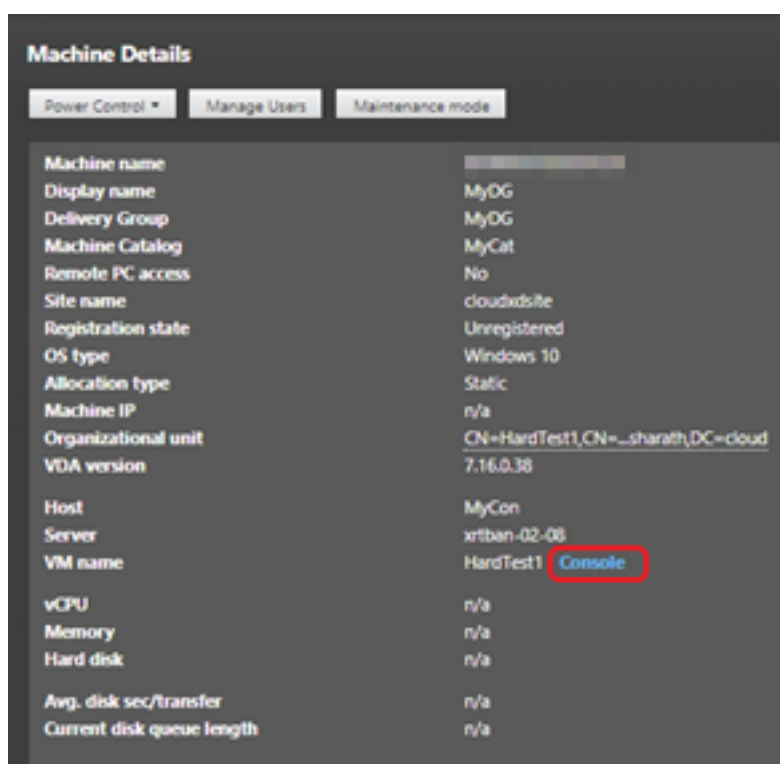 Machine Details
Power Control Manage Users Maintenance mode
Machine name
Display name MyDG
Delivery Group MyDG
Machine Catalog MyCat
Remote PC access No
Site name cloudxdsite
Registration state Unregistered
OS type Windows 10
Allocation type Static
Machine IP n/a
Organizational unit CN=HardTest1,CN=...sharath,DC=cloud
VDA version 7.16.0.38
Host MyCon
Server xrtban-02-08
VM name HardTest1 Console
vCPU n/a
Memory n/a
Hard disk n/a
Avg. disk sec/transfer n/a
Current disk queue length n/a